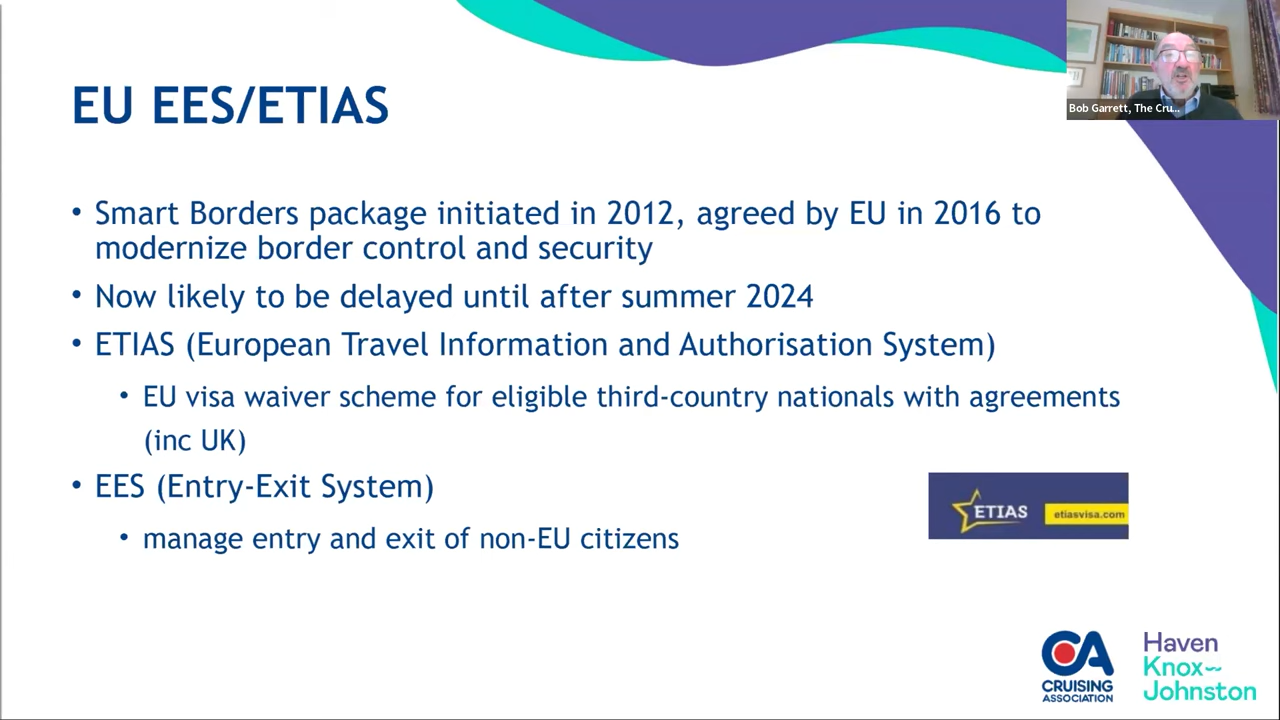 Bob Garrett, The Cru...
EU EES/ETIAS
• Smart Borders package initiated in 2012, agreed by EU in 2016 to
modernize border control and security
• Now likely to be delayed until after summer 2024
• ETIAS (European Travel Information and Authorisation System)
• EU visa waiver scheme for eligible third-country nationals with agreements
(inc UK)
• EES (Entry-Exit System)
• manage entry and exit of non-EU citizens
ETIAS etiasvisa.com
CA
CRUISING
ASSOCIATION
Haven
Knox~
Johnston